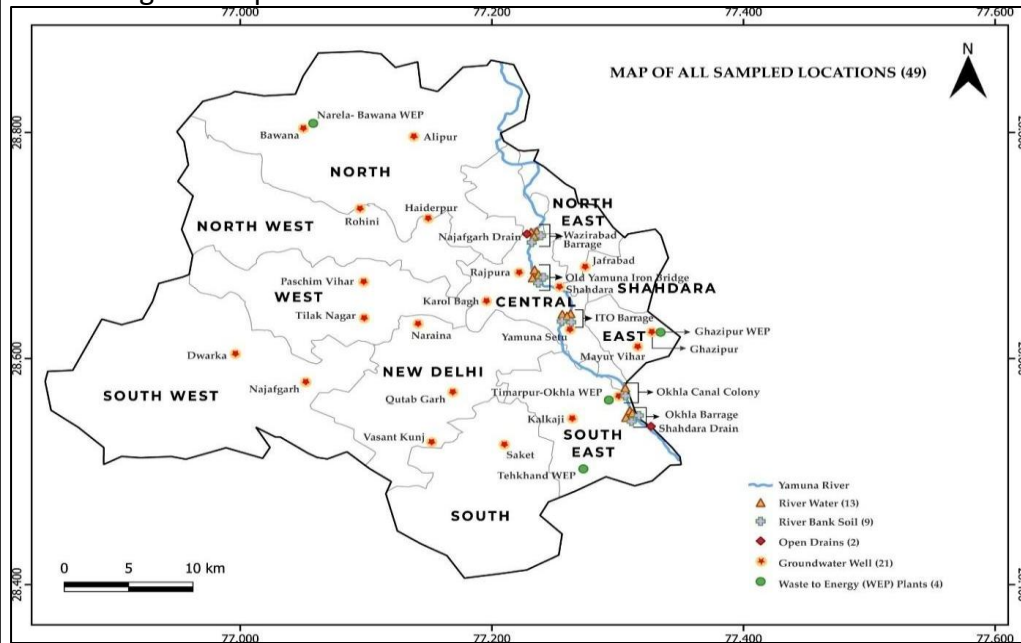 77.000
77.200
77.400
77.600
MAP OF ALL SAMPLED LOCATIONS (49)
N
28.800
Narela- Bawana WEP
Bawana
Alipur
NORTH
NORTH WEST
Rohini
Haiderpur
NORTH
EAST
Najafgarh Drain
Wazirabad
Barrage
Jafrabad
Rajpura
Old Yamuna Iron Bridge
Shahdara
SHAHDARA
Paschim Vihar
WEST
Karol Bagh
CENTRAL
Tilak Nagar
Naraina
ITO Barrage
Yamuna Setu
EAST
Ghazipur WEP
Ghazipur
Mayur Vihar
28.600
Dwarka
SOUTH WEST
Najafgarh
NEW DELHI
Qutab Garh
Timarpur-Okhla WEP
Okhla Canal Colony
Okhla Barrage
Shahdara Drain
Kalkaji
SOUTH
EAST
Vasant Kunj
Saket
Tehkhand WEP
SOUTH
Yamuna River
River Water (13)
River Bank Soil (9)
Open Drains (2)
Groundwater Well (21)
Waste to Energy (WEP) Plants (4)
0 5 10 km
28.400
77.000
77.200
77.400
77.600